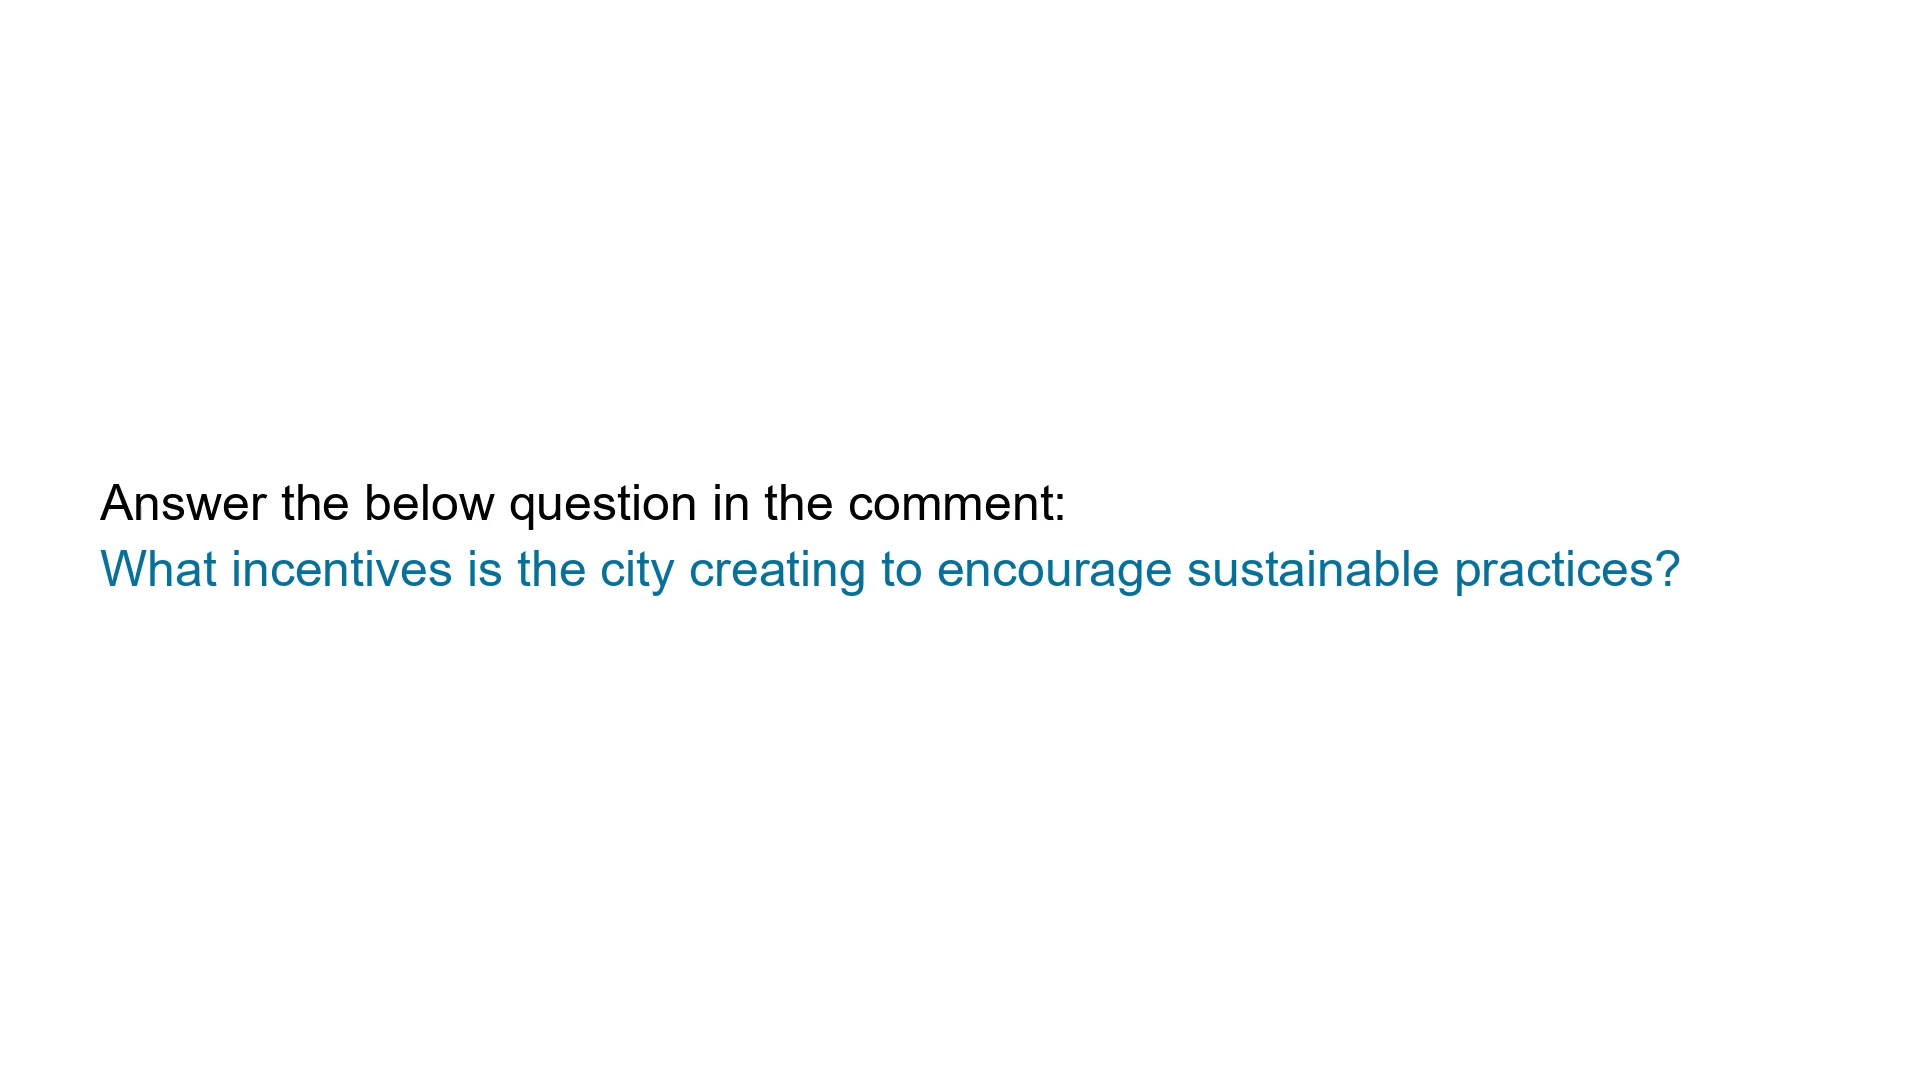 Answer the below question in the comment:
What incentives is the city creating to encourage sustainable practices?